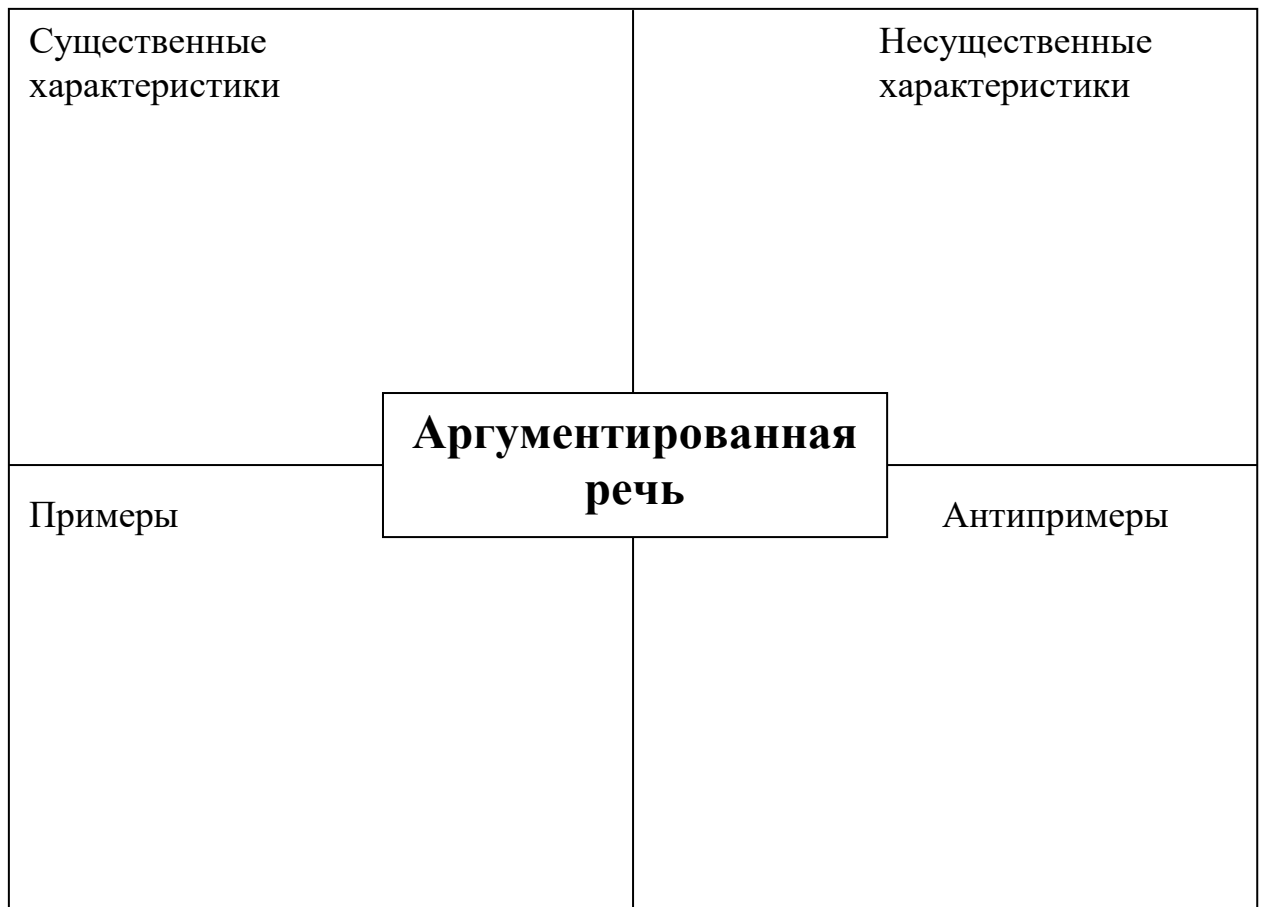 Существенные
характеристики
Несущественные
характеристики
Аргументированная
речь
Примеры
Антипримеры